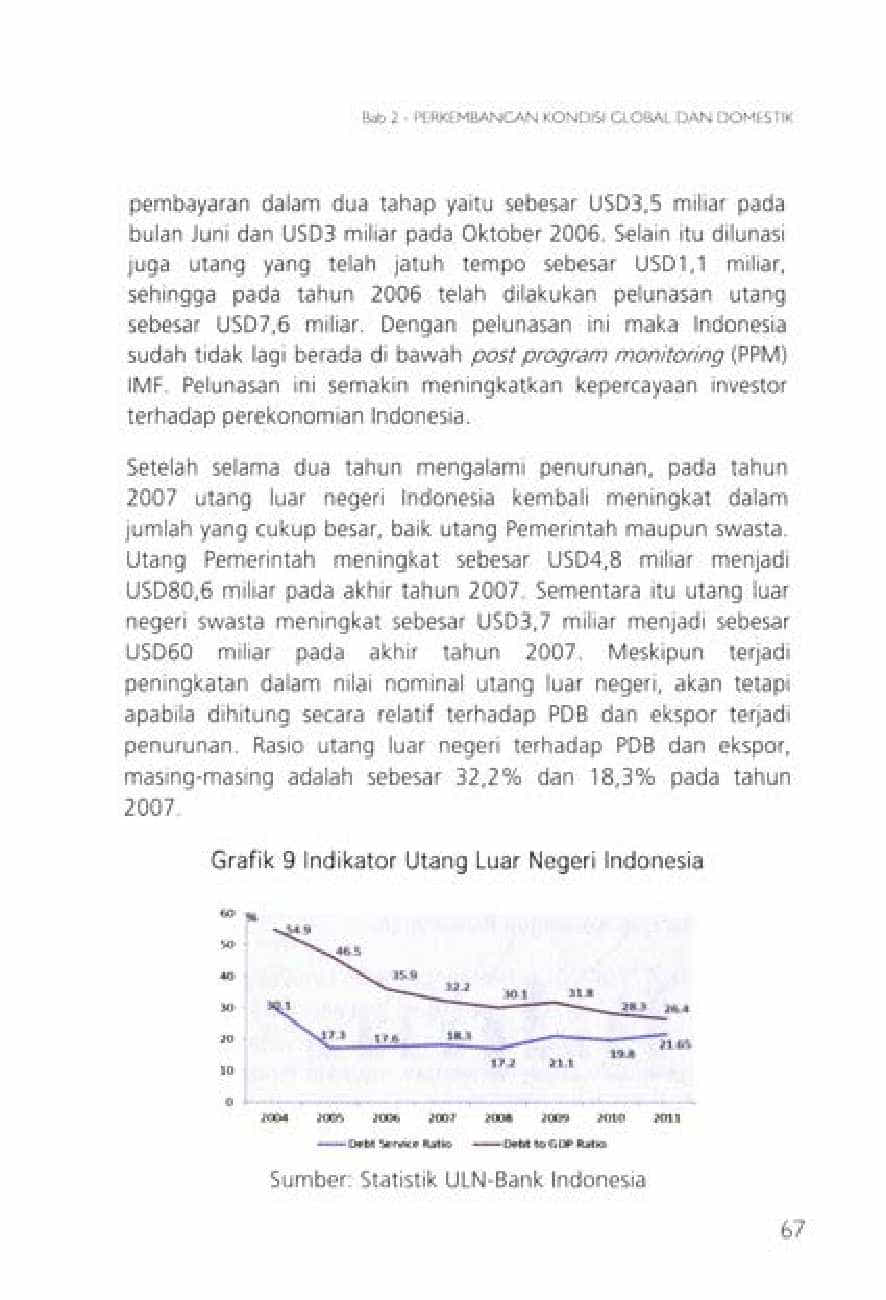 Bab 2 - PERKEMBANGAN KONDISI GLOBAL DAN DOMESTIK
pembayaran dalam dua tahap yaitu sebesar USD3,5 miliar pada
bulan Juni dan USD3 miliar pada Oktober 2006. Selain itu dilunasi
juga utang yang telah jatuh tempo sebesar USD1,1 miliar,
sehingga pada tahun 2006 telah dilakukan pelunasan utang
sebesar USD7,6 miliar. Dengan pelunasan ini maka Indonesia
sudah tidak lagi berada di bawah post program monitoring (PPM)
IMF. Pelunasan ini semakin meningkatkan kepercayaan investor
terhadap perekonomian Indonesia.
Setelah selama dua tahun mengalami penurunan, pada tahun
2007 utang luar negeri Indonesia kembali meningkat dalam
jumlah yang cukup besar, baik utang Pemerintah maupun swasta.
Utang Pemerintah meningkat sebesar USD4,8 miliar menjadi
USD80,6 miliar pada akhir tahun 2007. Sementara itu utang luar
negeri swasta meningkat sebesar USD3,7 miliar menjadi sebesar
USD60 miliar pada akhir tahun 2007. Meskipun terjadi
peningkatan dalam nilai nominal utang luar negeri, akan tetapi
apabila dihitung secara relatif terhadap PDB dan ekspor terjadi
penurunan. Rasio utang luar negeri terhadap PDB dan ekspor,
masing-masing adalah sebesar 32,2% dan 18,3% pada tahun
2007.
Grafik 9 Indikator Utang Luar Negeri Indonesia
60 %
54.9
50
46.5
40
35.9
32.2
30.1
31.8
28.3
26.4
30
30.1
20
17.3
17.6
18.3
17.2
21.1
19.8
21.65
10
0
2004 2005 2006 2007 2008 2009 2010 2011
Debt Service Ratio Debt to GDP Ratio
Sumber: Statistik ULN-Bank Indonesia
67